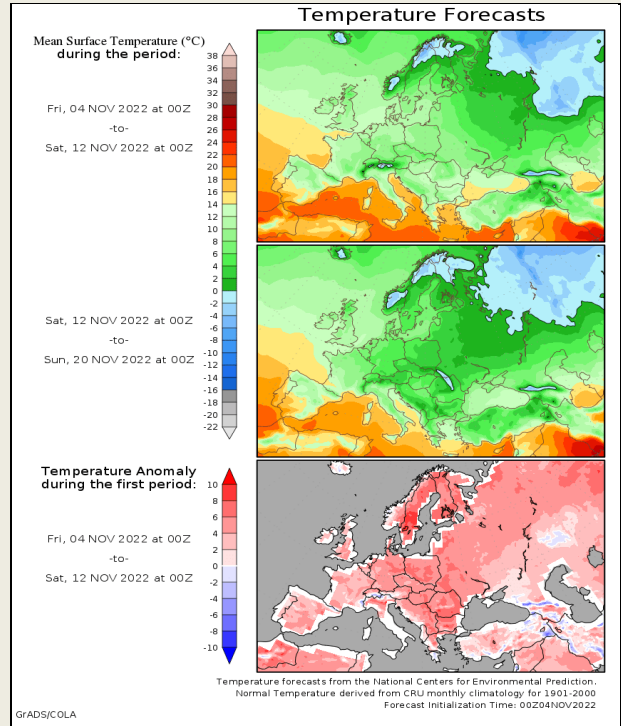 Temperature Forecasts
Mean Surface Temperature (°C)
during the period:
Fri, 04 NOV 2022 at 00Z
-to-
Sat, 12 NOV 2022 at 00Z
38
36
34
32
30
28
26
24
22
20
18
16
14
12
10
8
6
4
2
0
-2
-4
-6
-8
-10
-12
-14
-16
-18
-20
-22
Sat, 12 NOV 2022 at 00Z
-to-
Sun, 20 NOV 2022 at 00Z
Temperature Anomaly
during the first period:
Fri, 04 NOV 2022 at 00Z
-to-
Sat, 12 NOV 2022 at 00Z
10
8
6
4
2
0
-2
-4
-6
-8
-10
Temperature forecasts from the National Centers for Environmental Prediction.
Normal Temperature derived from CRU monthly climatology for 1901-2000
Forecast Initialization Time: 00Z04NOV2022
GrADS/COLA